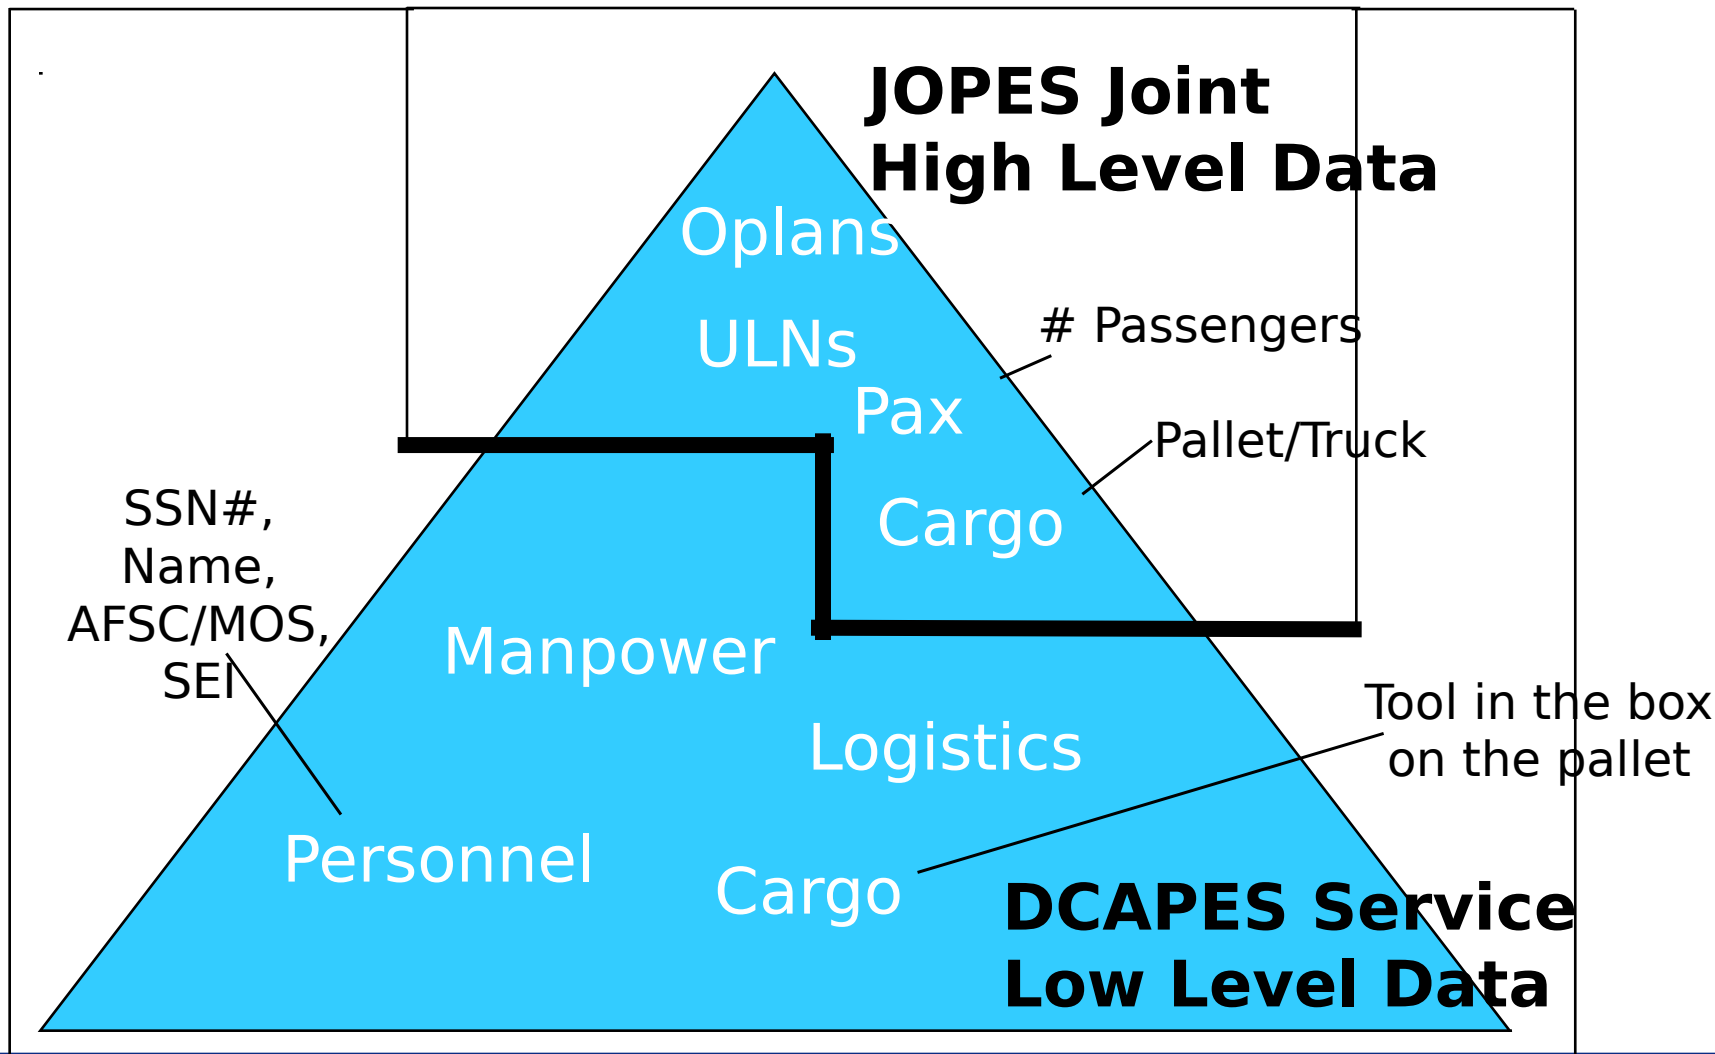 JOPES Joint
High Level Data
Oplans
ULNs
# Passengers
Pax
Pallet/Truck
Cargo
SSN#,
Name,
AFSC/MOS,
SEI
Manpower
Tool in the box
on the pallet
Logistics
Personnel
Cargo
DCAPES Service
Low Level Data